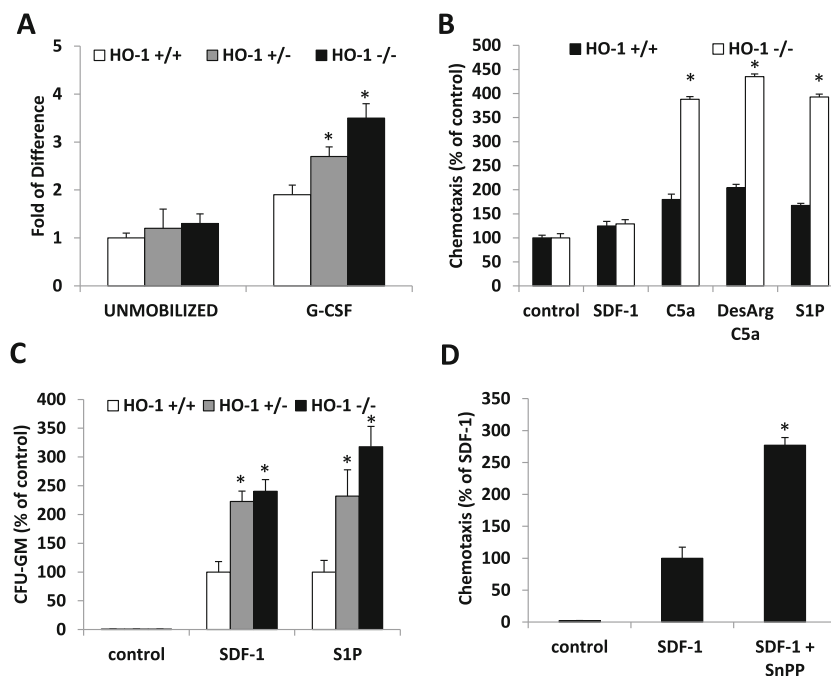 A
Fold of Difference
5
4
3
2
1
0
HO-1 +/+ HO-1 +/- HO-1 -/-
*
*
UNMOBILIZED G-CSF
B
Chemotaxis (% of control)
500
450
400
350
300
250
200
150
100
50
0
HO-1 +/+ HO-1 -/-
*
*
*
control SDF-1 C5a DesArg C5a S1P
C
CFU-GM (% of control)
400
350
300
250
200
150
100
50
0
HO-1 +/+ HO-1 +/- HO-1 -/-
* *
* *
control SDF-1 S1P
D
Chemotaxis (% of SDF-1)
350
300
250
200
150
100
50
0
*
control SDF-1 SDF-1 +
SnPP